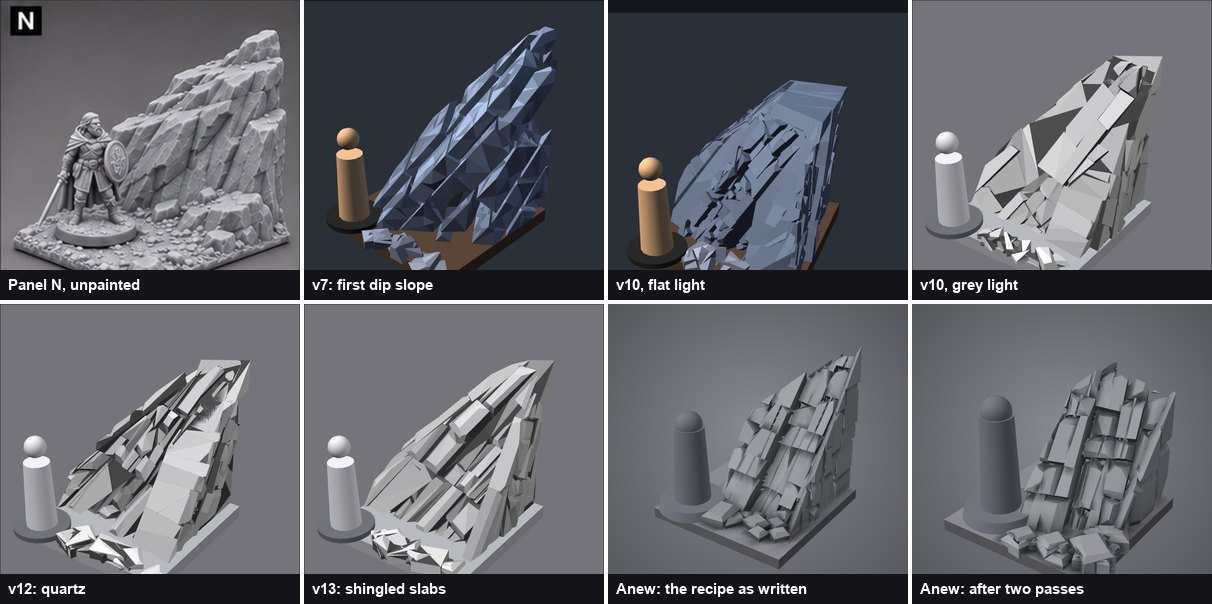 N
Panel N, unpainted
v7: first dip slope
v10, flat light
v10, grey light
v12: quartz
v13: shingled slabs
Anew: the recipe as written
Anew: after two passes